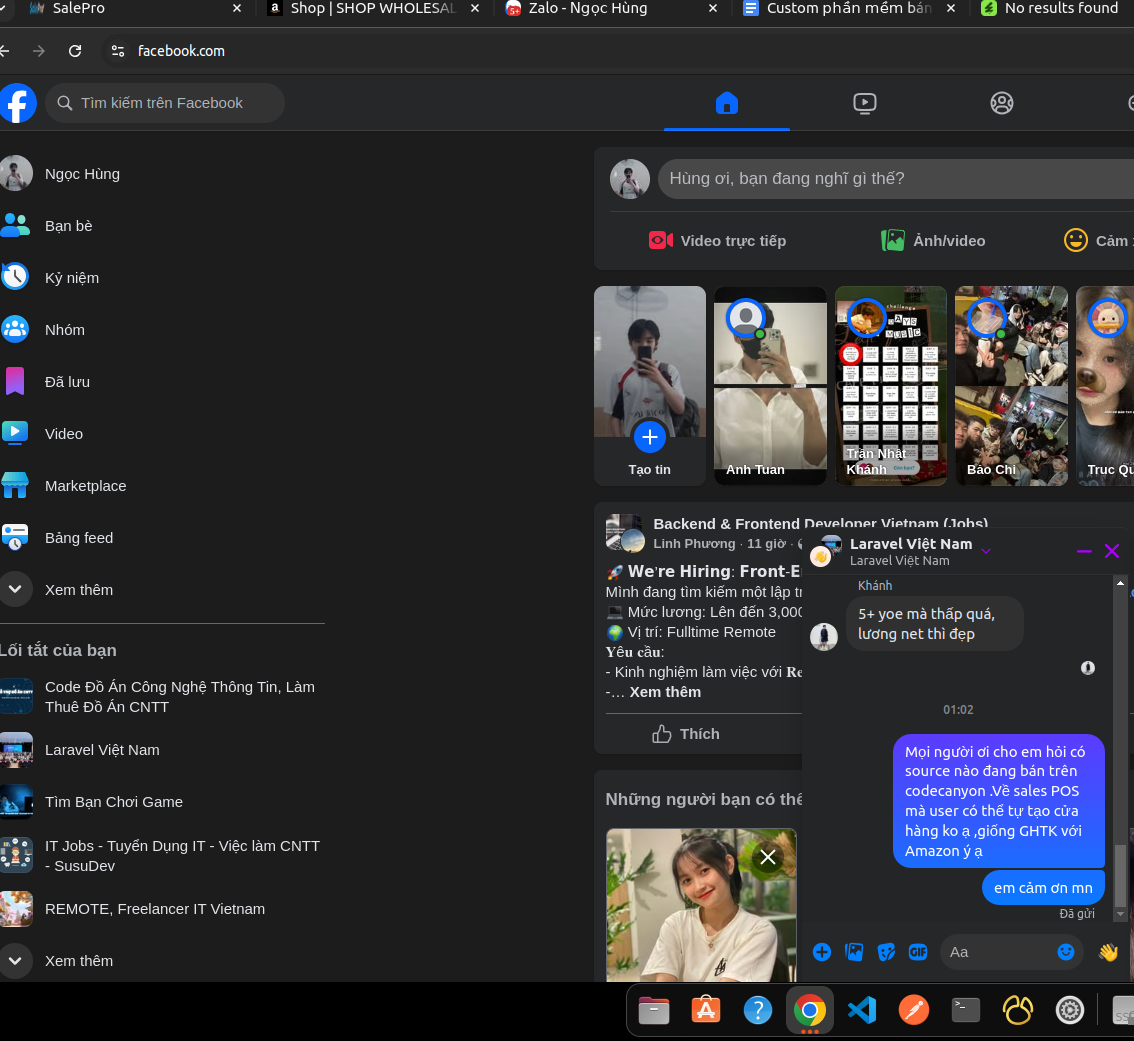 SalePro
Shop | SHOP WHOLESAL
Zalo - Ngọc Hùng
Custom phần mềm bán
No results found
facebook.com
Tìm kiếm trên Facebook
Ngọc Hùng
Bạn bè
Kỷ niệm
Nhóm
Đã lưu
Video
Marketplace
Bảng feed
Xem thêm
Lối tắt của bạn
Code Đồ Án Công Nghệ Thông Tin, Làm
Thuê Đồ Án CNTT
Laravel Việt Nam
Tìm Bạn Chơi Game
IT Jobs - Tuyển Dụng IT - Việc làm CNTT
- SusuDev
REMOTE, Freelancer IT Vietnam
Xem thêm
Hùng ơi, bạn đang nghĩ gì thế?
Video trực tiếp
Ảnh/video
Cảm
Tạo tin
Anh Tuan
challenge
DAYS
MUSIC
Trần Nhật
Khánh
Bảo Chi
Truc Qu
Backend & Frontend Developer Vietnam (Jobs)
Linh Phương · 11 giờ ·
🚀 We're Hiring: Front-E
Mình đang tìm kiếm một lập tr
💻 Mức lương: Lên đến 3,000
🌍 Vị trí: Fulltime Remote
Yêu cầu:
- Kinh nghiệm làm việc với Re
-… Xem thêm
Thích
Những người bạn có thể
Laravel Việt Nam
Laravel Việt Nam
Khánh
5+ yoe mà thấp quá,
lương net thì đẹp
01:02
Mọi người ơi cho em hỏi có
source nào đang bán trên
codecanyon .Về sales POS
mà user có thể tự tạo cửa
hàng ko ạ ,giống GHTK với
Amazon ý ạ
em cảm ơn mn
Đã gửi
GIF
Aa